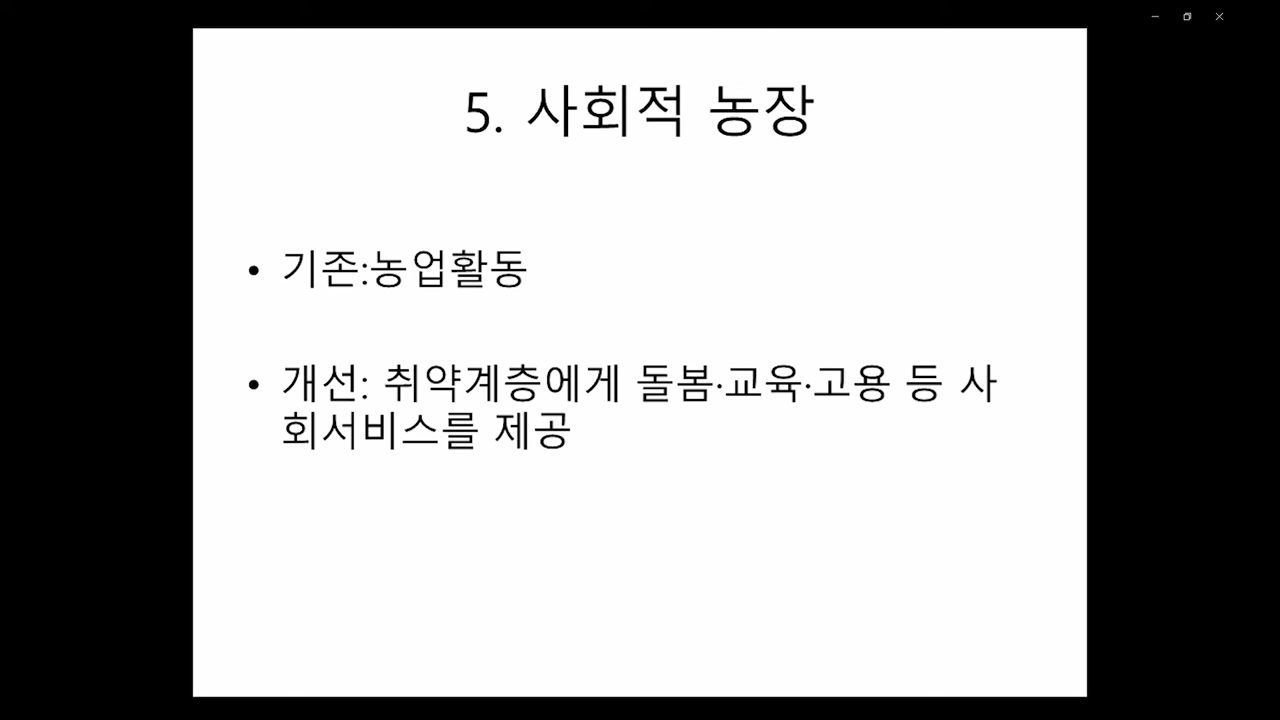 5. 사회적 농장
• 기존:농업활동
• 개선: 취약계층에게 돌봄·교육·고용 등 사
회서비스를 제공